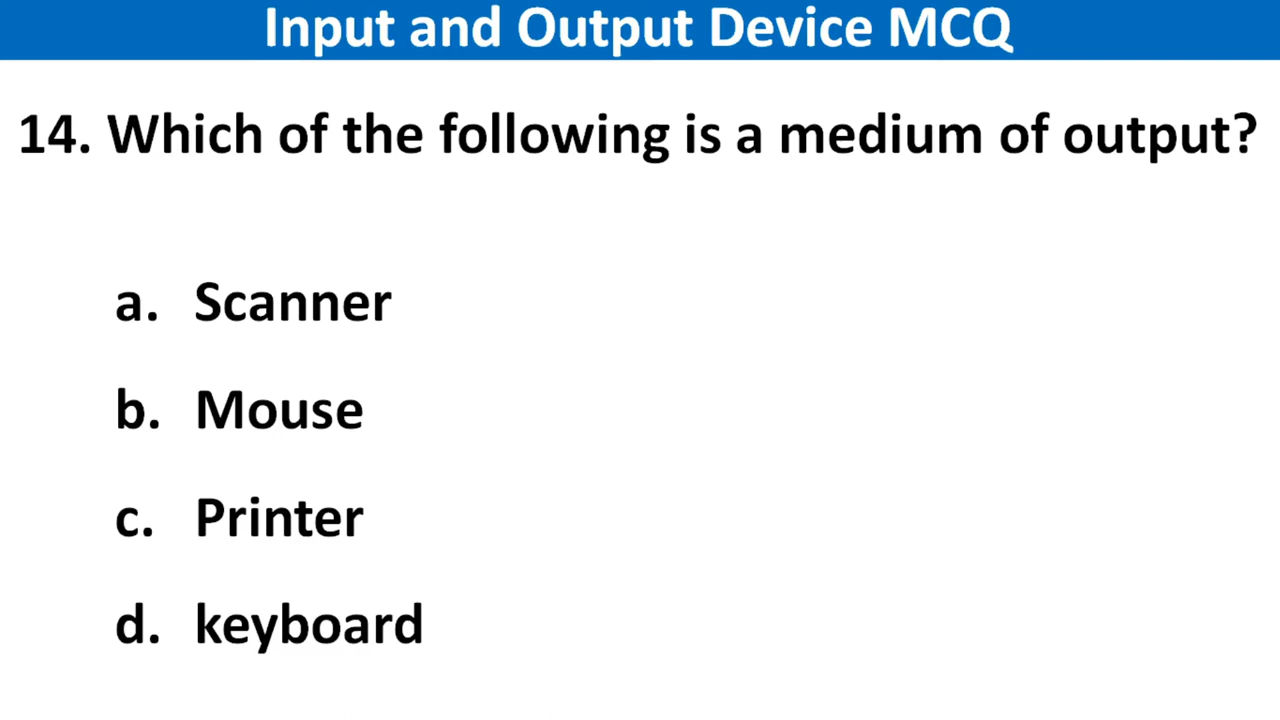 Input and Output Device MCQ
14. Which of the following is a medium of output?
a. Scanner
b. Mouse
c. Printer
d. keyboard